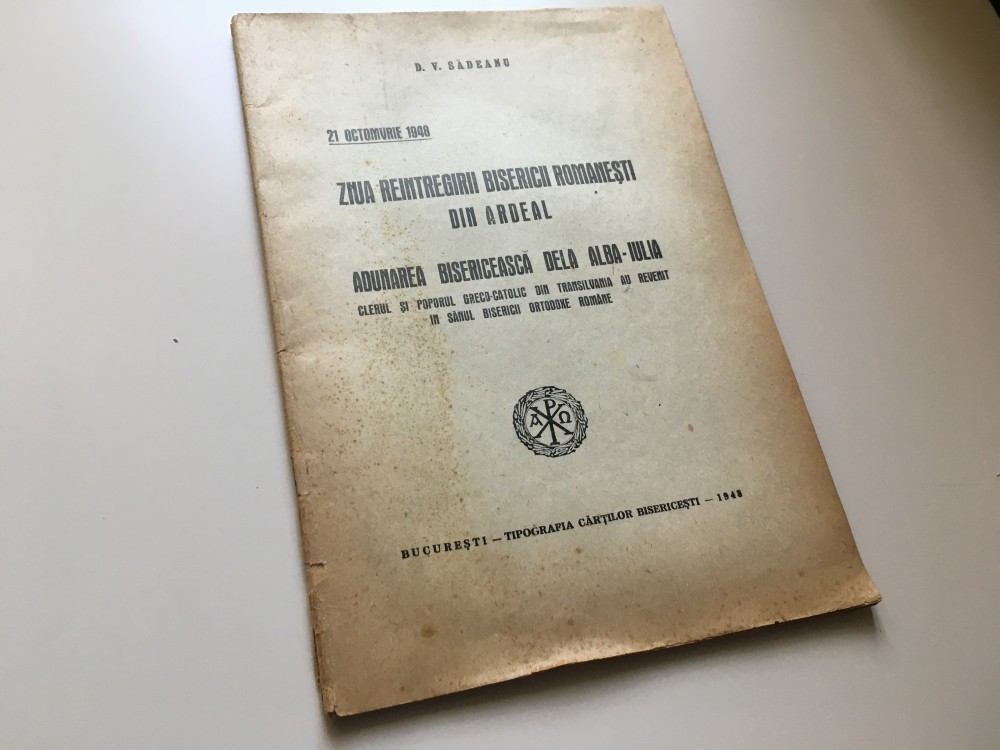 D. V. SĂDEANU
21 OCTOMVRIE 1948
ZIUA REINTREGIRII BISERICII ROMANEȘTI
DIN ARDEAL
ADUNAREA BISERICEASCĂ DELA ALBA-IULIA
CLERUL ȘI POPORUL GRECO-CATOLIC DIN TRANSILVANIA AU REVENIT
IN SÂNUL BISERICII ORTODOXE ROMÂNE
A P Ω
BUCUREȘTI — TIPOGRAFIA CĂRȚILOR BISERICEȘTI — 1948